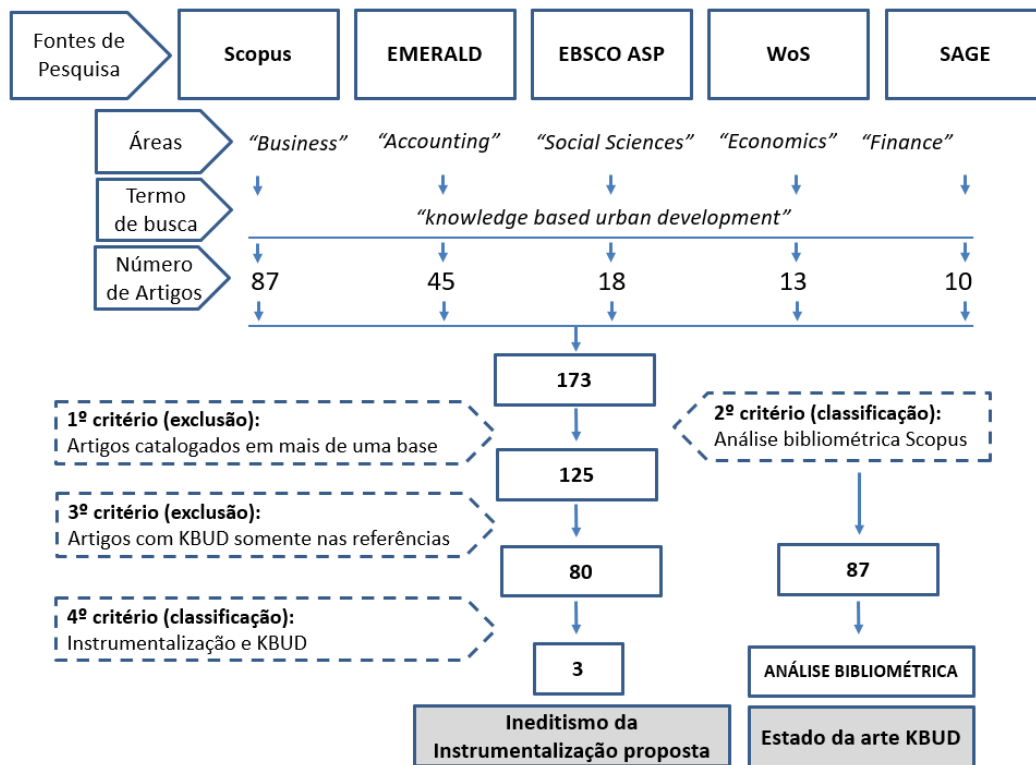 Fontes de
Pesquisa
Scopus
EMERALD
EBSCO ASP
WoS
SAGE
Áreas
“Business”
“Accounting”
“Social Sciences”
“Economics”
“Finance”
Termo
de busca
“knowledge based urban development”
Número
de Artigos
87
45
18
13
10
173
1º critério (exclusão):
Artigos catalogados em mais de uma base
2º critério (classificação):
Análise bibliométrica Scopus
125
3º critério (exclusão):
Artigos com KBUD somente nas referências
80
87
4º critério (classificação):
Instrumentalização e KBUD
3
ANÁLISE BIBLIOMÉTRICA
Ineditismo da
Instrumentalização proposta
Estado da arte KBUD